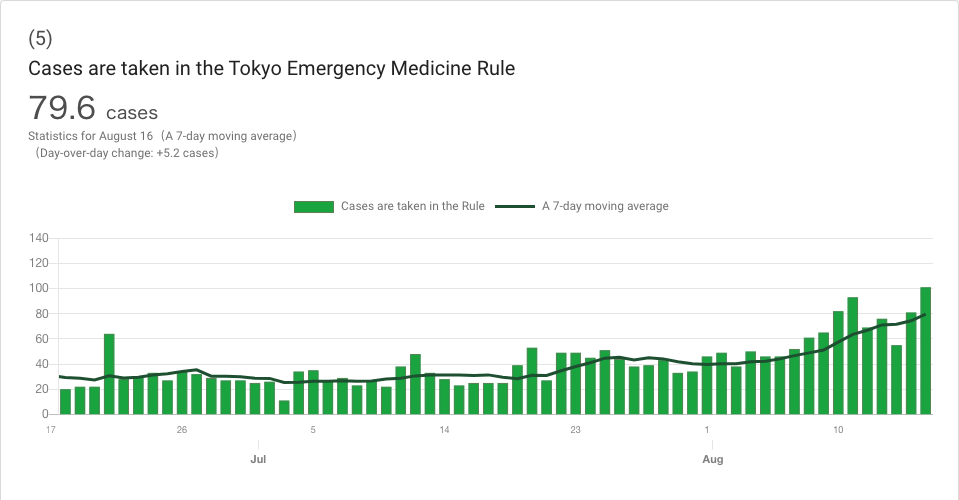 (5)
Cases are taken in the Tokyo Emergency Medicine Rule
79.6 cases
Statistics for August 16（A 7-day moving average）
（Day-over-day change: +5.2 cases）
Cases are taken in the Rule A 7-day moving average
140
120
100
80
60
40
20
0
17 26 5 14 23 1 10
Jul Aug